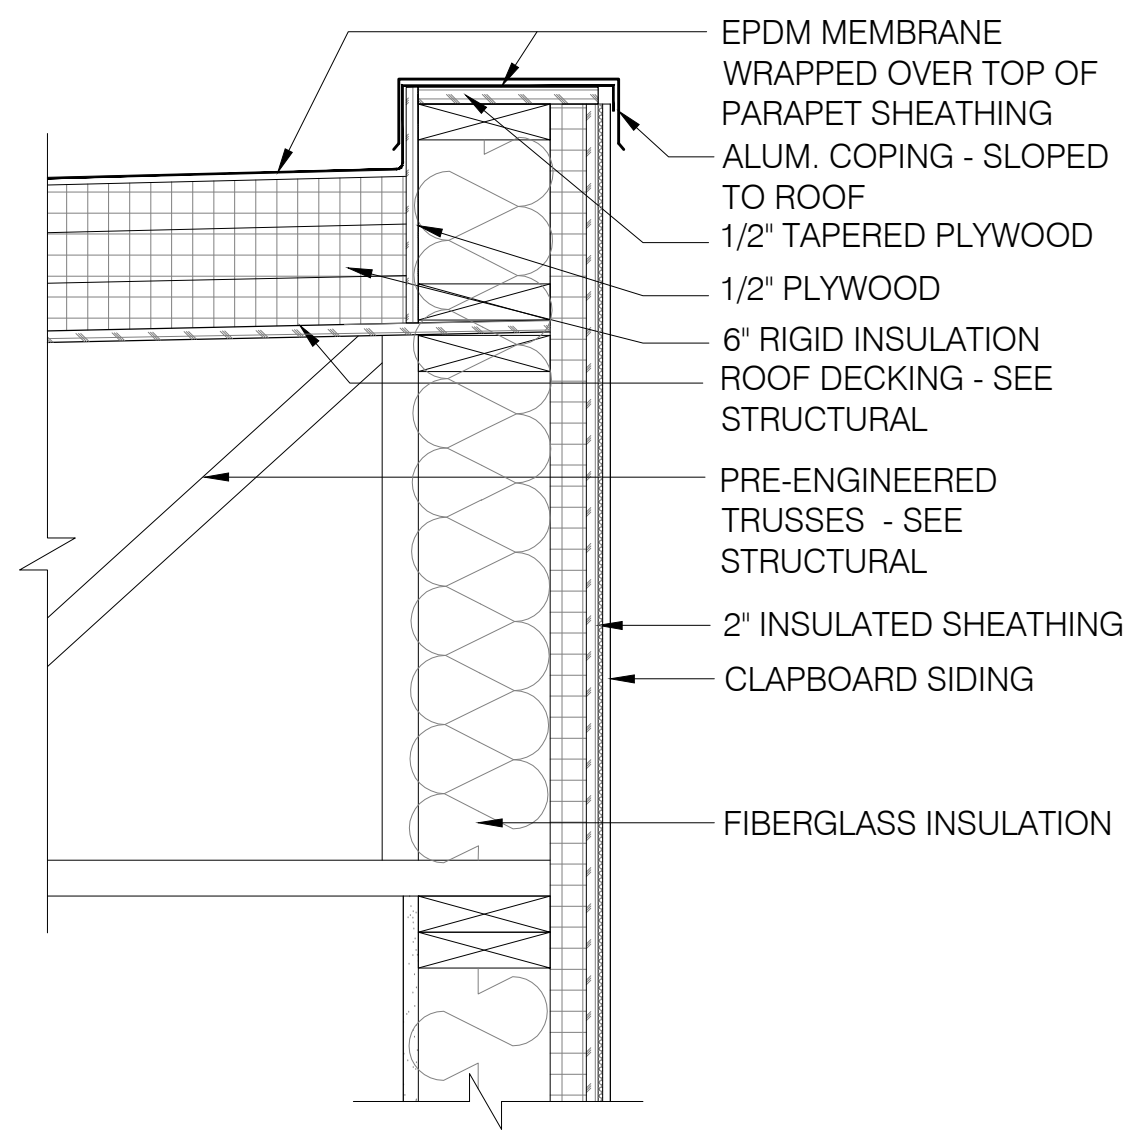 EPDM MEMBRANE
WRAPPED OVER TOP OF
PARAPET SHEATHING
ALUM. COPING - SLOPED
TO ROOF
1/2" TAPERED PLYWOOD
1/2" PLYWOOD
6" RIGID INSULATION
ROOF DECKING - SEE
STRUCTURAL
PRE-ENGINEERED
TRUSSES - SEE
STRUCTURAL
2" INSULATED SHEATHING
CLAPBOARD SIDING
FIBERGLASS INSULATION